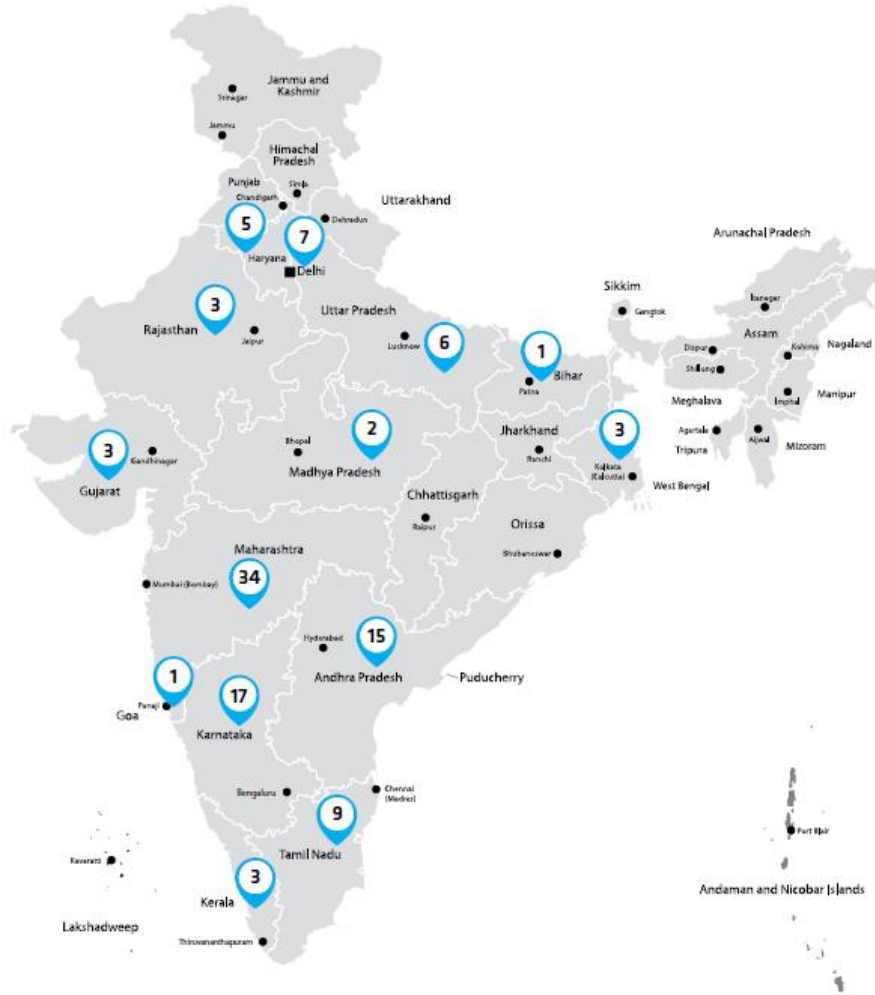 Jammu and
Kashmir
Srinagar
Jammu
Himachal
Pradesh
Punjab
Simla
Chandigarh
Uttarakhand
Dehradun
5
7
Haryana
Delhi
Arunachal Pradesh
Sikkim
Gangtok
Itanagar
3
Rajasthan
Jaipur
Uttar Pradesh
Lucknow
6
1
Bihar
Patna
Assam
Dispur
Kohima
Nagaland
Shillong
Meghalava
Imphal
Manipur
Agartala
Tripura
Aijwal
Mizoram
2
Bhopal
Madhya Pradesh
Jharkhand
Ranchi
3
Kolkata
(Calcutta)
West Bengal
3
Gandhinagar
Gujarat
Chhattisgarh
Raipur
Orissa
Bhubaneswar
Maharashtra
Mumbai (Bombay)
34
Hyderabad
15
Andhra Pradesh
Puducherry
1
Panaji
Goa
17
Karnataka
Bengaluru
Chennai
(Madras)
9
Tamil Nadu
Port Blair
Kavaratti
3
Kerala
Andaman and Nicobar Islands
Lakshadweep
Thiruvananthapuram